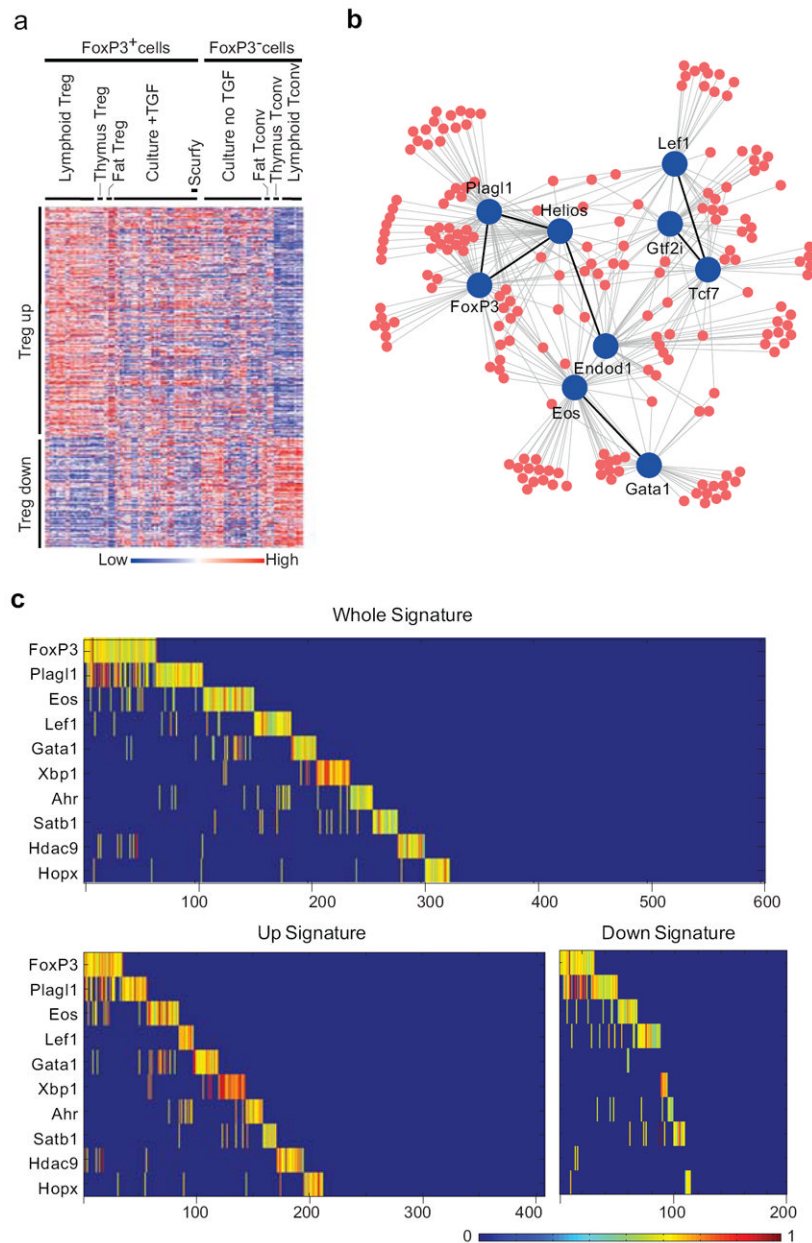 a
FoxP3+cells
FoxP3-cells
Lymphoid Treg
Thymus Treg
Fat Treg
Culture +TGF
Scurfy
Culture no TGF
Fat Tconv
Thymus Tconv
Lymphoid Tconv
Treg up
Treg down
Low
High
b
Lef1
Plagl1
Helios
Gtf2i
FoxP3
Tcf7
Endod1
Eos
Gata1
c
Whole Signature
FoxP3
Plagl1
Eos
Lef1
Gata1
Xbp1
Ahr
Satb1
Hdac9
Hopx
100 200 300 400 500 600
Up Signature
FoxP3
Plagl1
Eos
Lef1
Gata1
Xbp1
Ahr
Satb1
Hdac9
Hopx
100 200 300 400
Down Signature
100 200
0 1